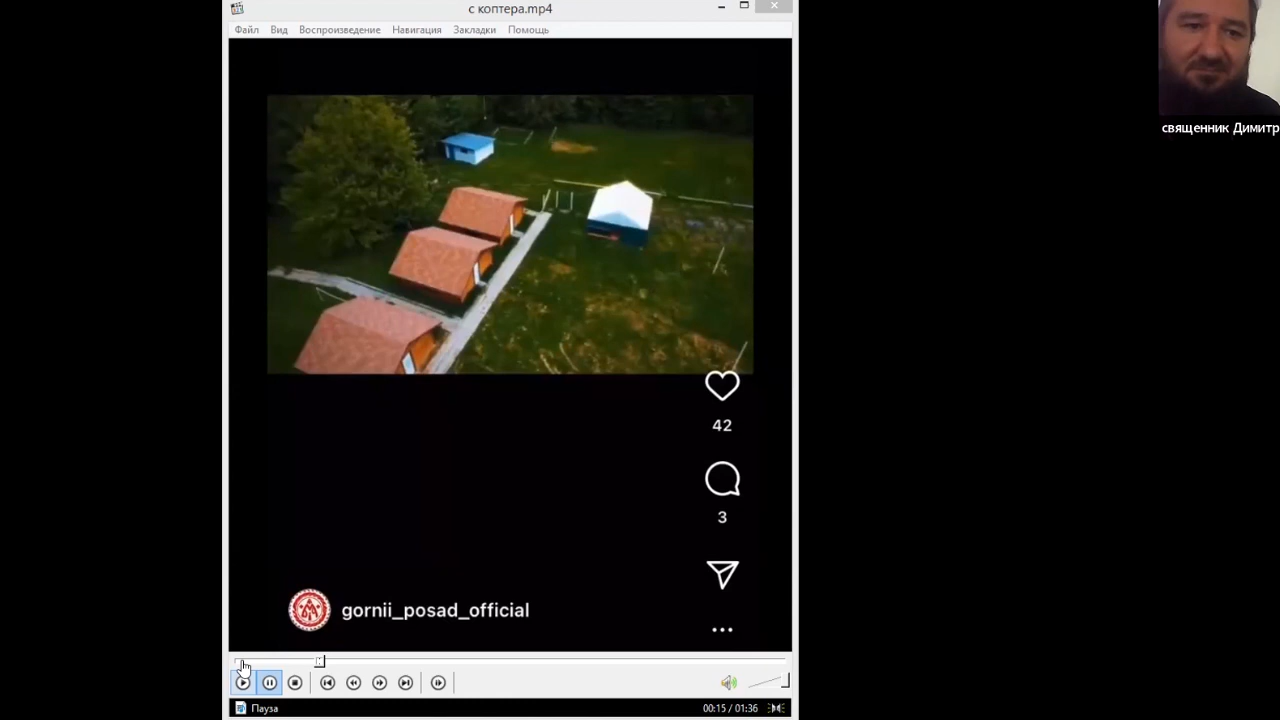 с коптера.mp4
Файл Вид Воспроизведение Навигация Закладки Помощь
священник Димитр
42
3
gornii_posad_official
Пауза
00:15 / 01:36